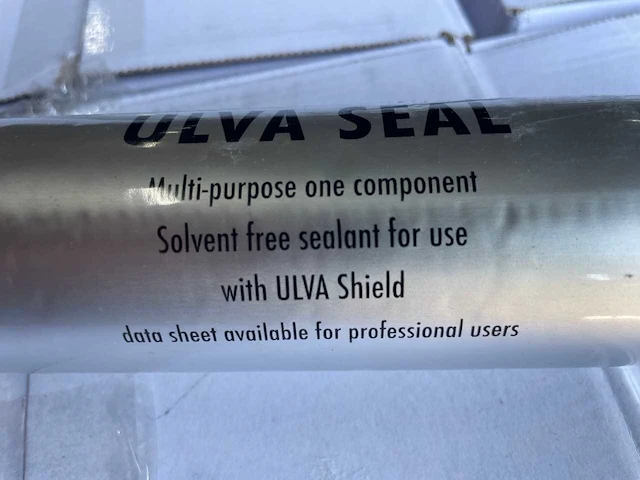 ULVA SEAL
Multi-purpose one component
Solvent free sealant for use
with ULVA Shield
data sheet available for professional users